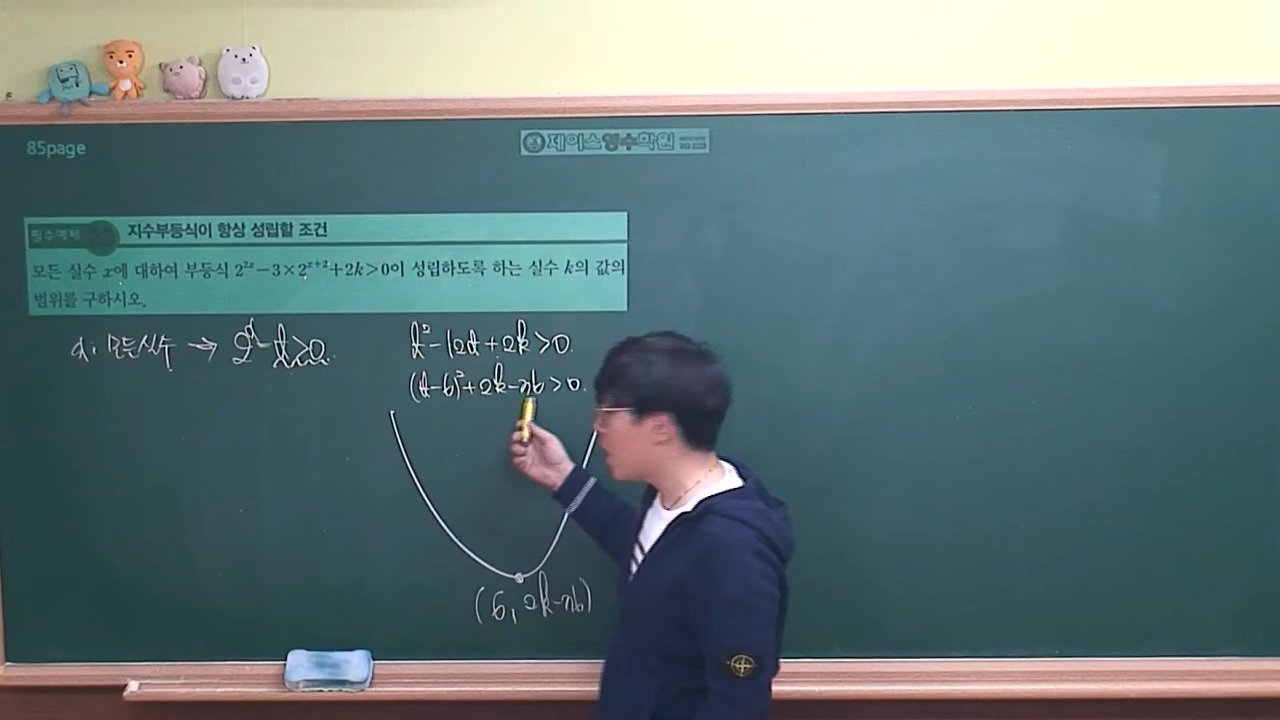 85page
제이스영수학원
필수예제
지수부등식이 항상 성립할 조건
모든 실수 x에 대하여 부등식 2^{2x}-3×2^{x+2}+2k>0이 성립하도록 하는 실수 k의 값의
범위를 구하시오.
x: 모든실수 → 2^x=t>0.
t²-12t+2k>0.
(t-6)²+2k-36>0.
(6, 2k-36)